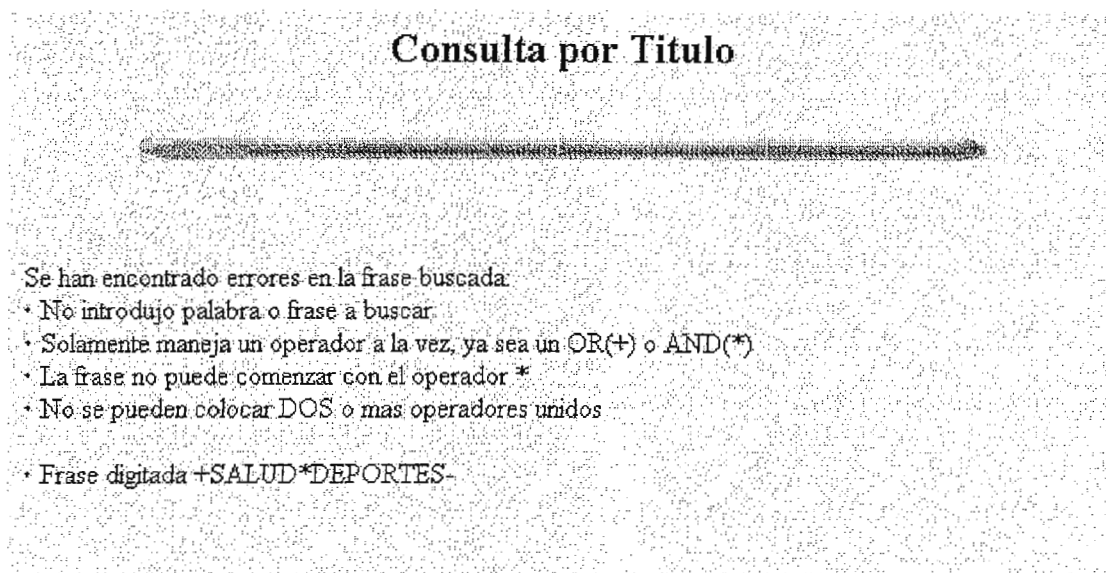 Consulta por Titulo
Se han encontrado errores en la frase buscada:
• No introdujo palabra o frase a buscar.
• Solamente maneja un operador a la vez, ya sea un OR(+) o AND(*)
• La frase no puede comenzar con el operador *
• No se pueden colocar DOS o mas operadores unidos
• Frase digitada +SALUD*DEPORTES-